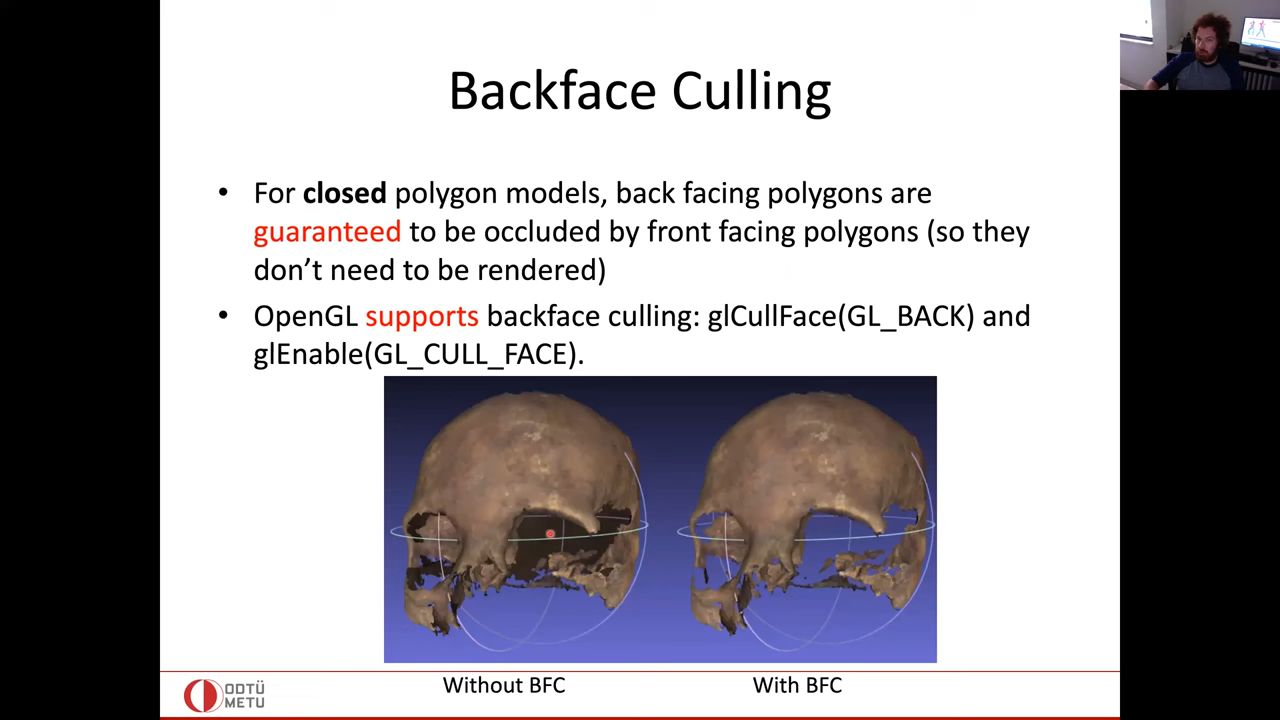 Backface Culling
• For closed polygon models, back facing polygons are
guaranteed to be occluded by front facing polygons (so they
don’t need to be rendered)
• OpenGL supports backface culling: glCullFace(GL_BACK) and
glEnable(GL_CULL_FACE).
Without BFC
With BFC
ODTÜ
METU